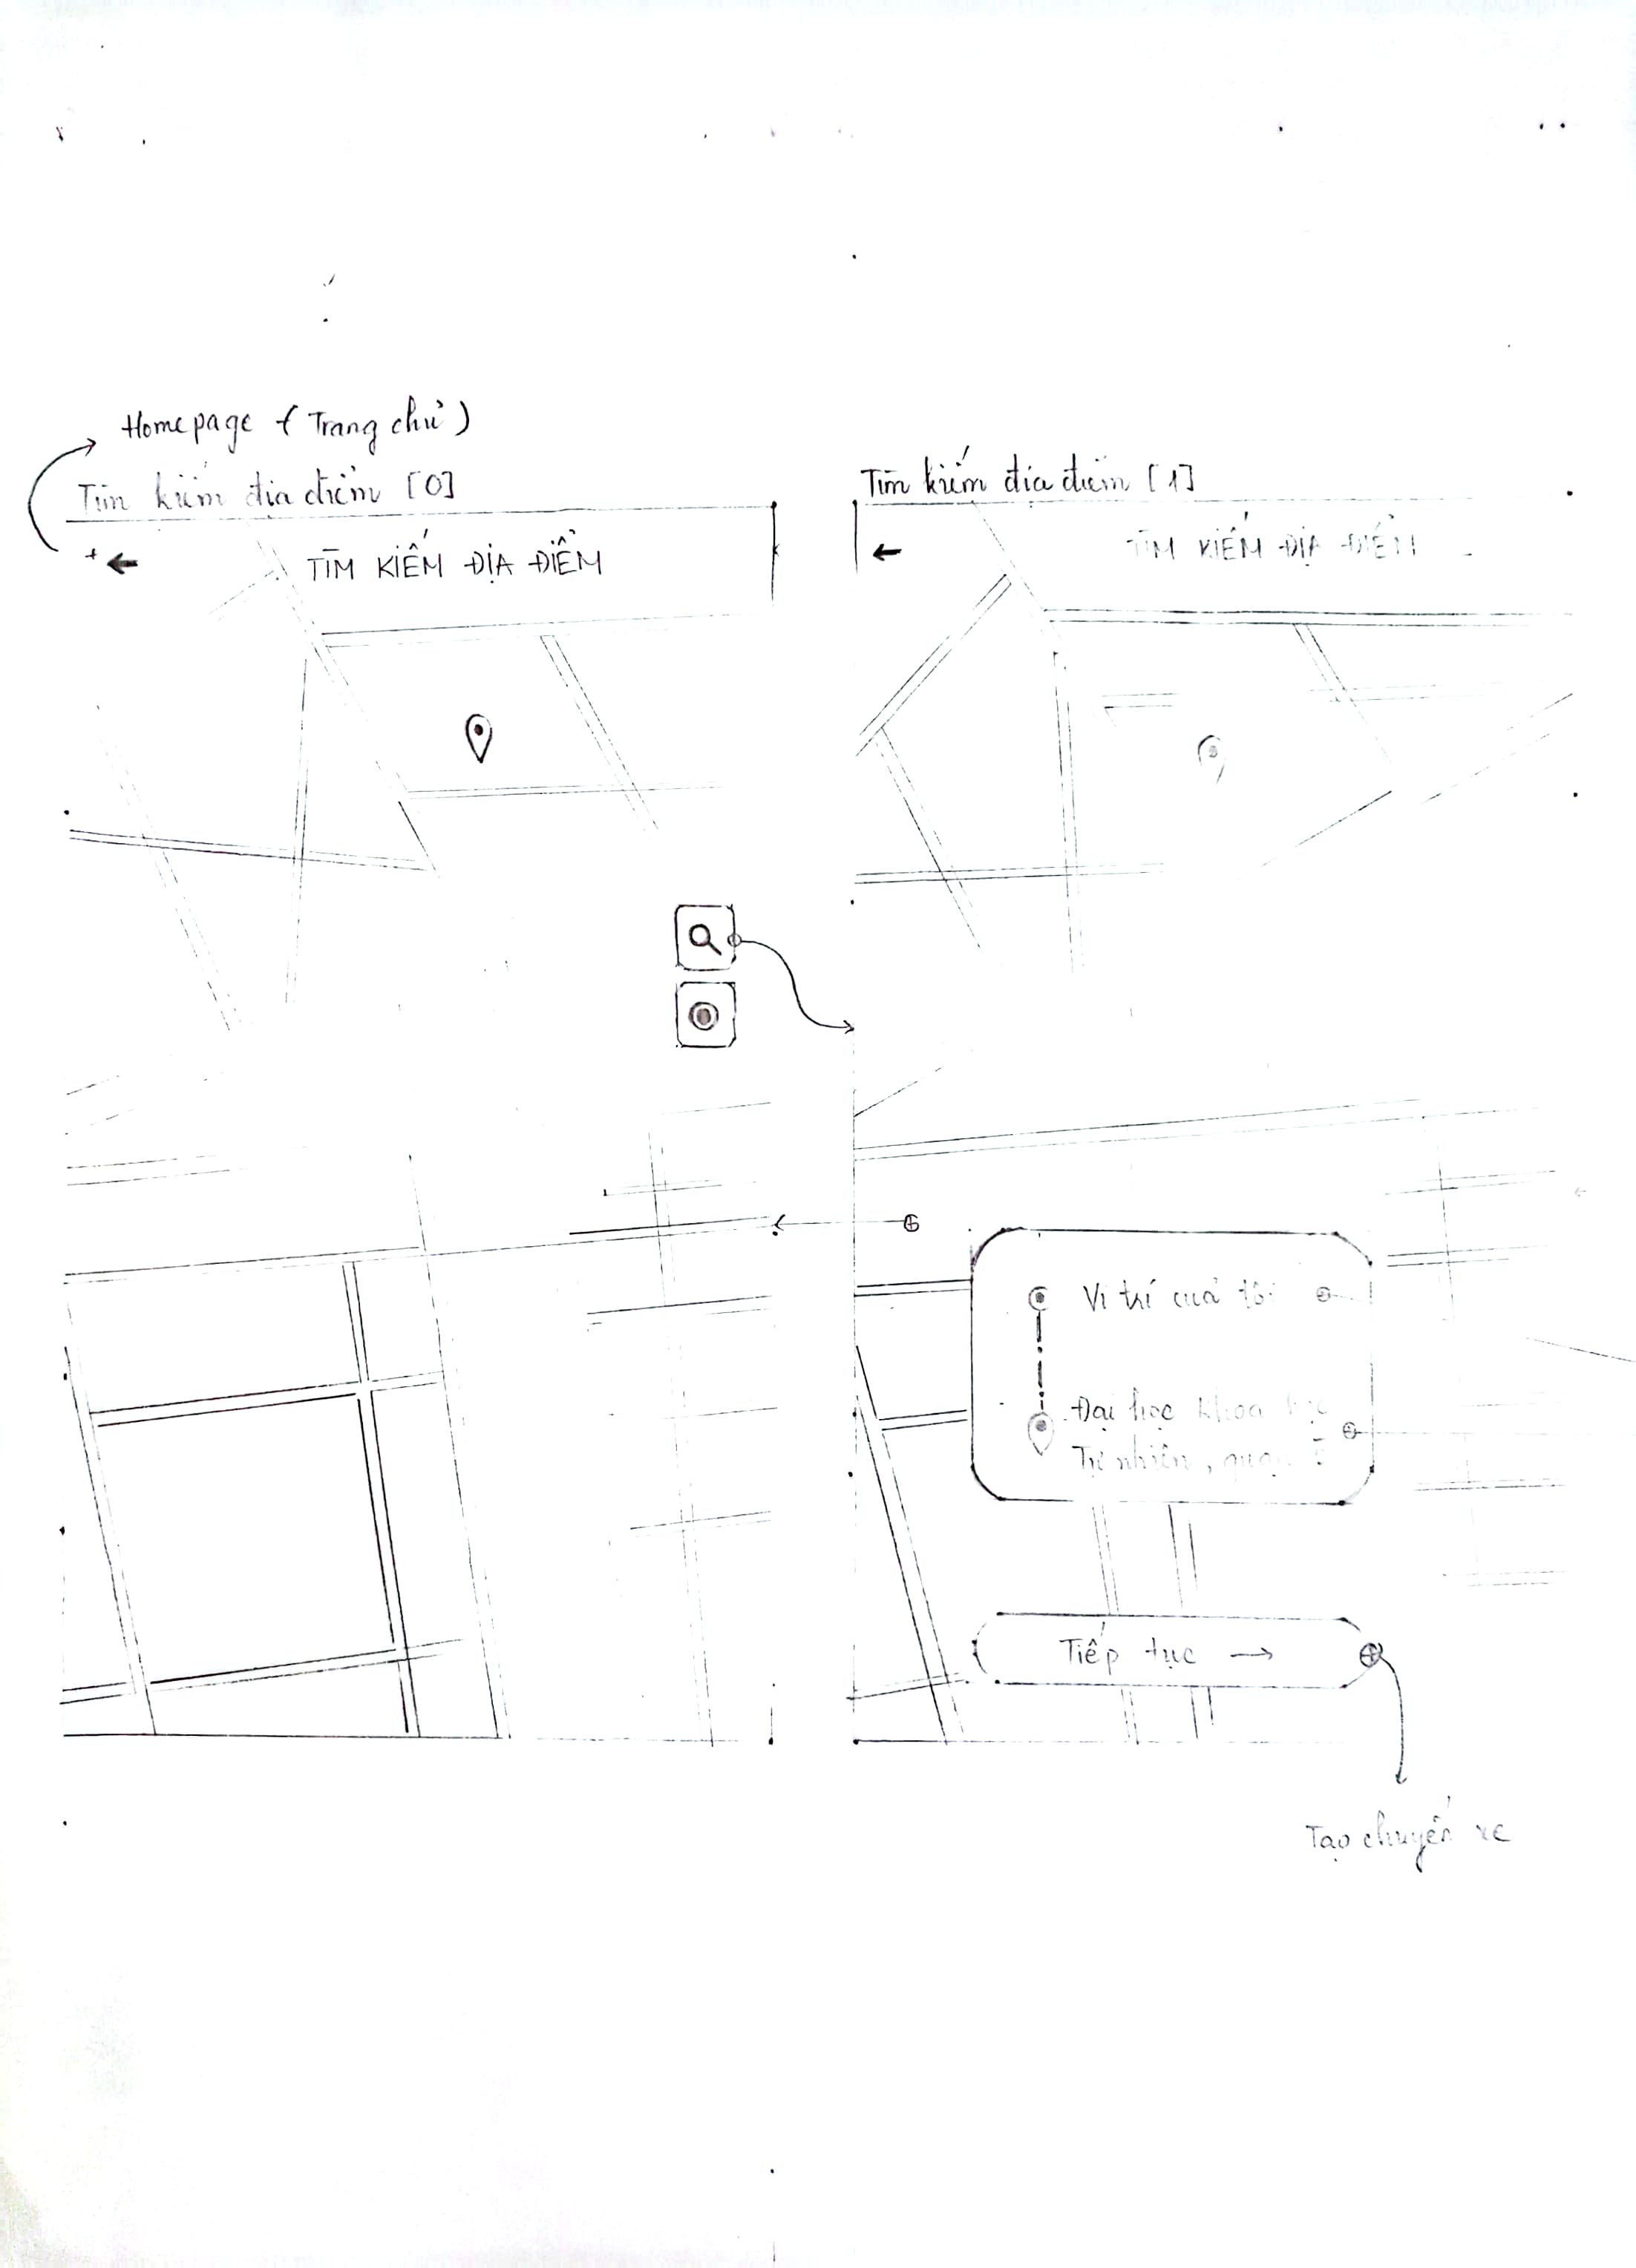 Homepage (Trang chủ)
Tìm kiếm địa điểm [0]
← TÌM KIẾM ĐỊA ĐIỂM
Tìm kiếm địa điểm [1]
← TÌM KIẾM ĐỊA ĐIỂM
Vị trí của tôi
Đại học khoa học
Tự nhiên, quận
Tiếp tục →
Tạo chuyến xe